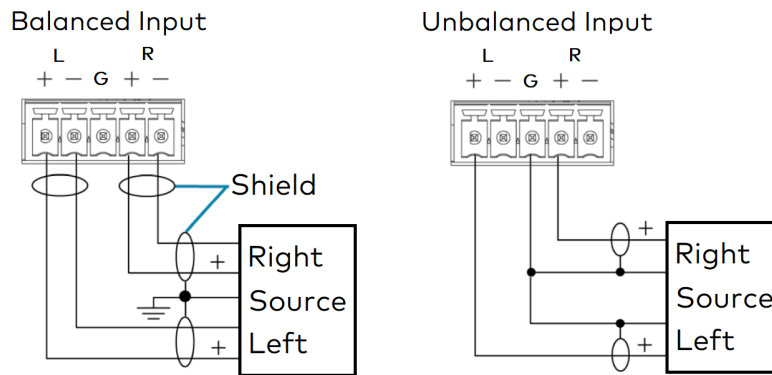 Balanced Input
L R
+ − G + −
Shield
Right
+
Source
Left
+
Unbalanced Input
L R
+ − G + −
+
Right
Source
+ Left